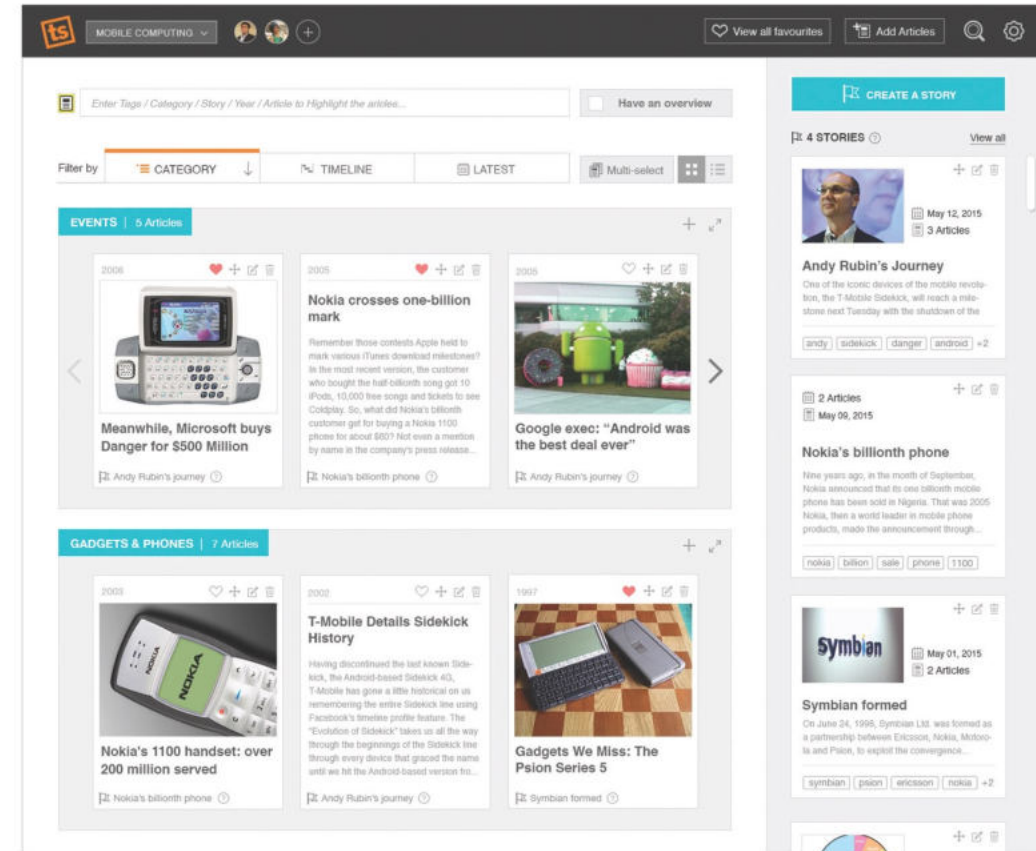 ts
MOBILE COMPUTING
View all favourites
Add Articles
Enter Tags / Category / Story / Year / Article to Highlight the
Have an overview
Filter by
CATEGORY
TIMELINE
LATEST
Multi-select
EVENTS | 5 Articles
2005
Nokia crosses one-billion
mark
Remember those contests Apple held to
mark various iTunes download milestones?
In the most recent version, the customer
who bought the half-billionth song got 10
iPods, 10,000 free songs and tickets to see
Coldplay. So, what did Nokia's billionth
customer get for buying a Nokia 1100
phone for about $60? Not even a mention
by name in the company's press release...
Nokia's billionth phone
Meanwhile, Microsoft buys
Danger for $500 Million
Andy Rubin's journey
Google exec: “Android was
the best deal ever”
Andy Rubin's journey
GADGETS & PHONES | 7 Articles
2003
NOKIA
NOKIA
Nokia's 1100 handset: over
200 million served
Nokia's billionth phone
2002
T-Mobile Details Sidekick
History
Having discontinued the last known Side-
kick, the Android-based Sidekick 4G,
T-Mobile has gone a little historical on us
remembering the entire Sidekick line using
Facebook's timeline profile feature. The
“Evolution of Sidekick” takes us all the way
through the beginnings of the Sidekick line
through every device that graced the name
until we hit the Android-based version fro...
Andy Rubin's journey
1997
Gadgets We Miss: The
Psion Series 5
Symbian formed
CREATE A STORY
4 STORIES
View all
May 12, 2015
3 Articles
Andy Rubin's Journey
One of the iconic devices of the mobile revolu-
tion, the T-Mobile Sidekick, will reach a mile-
stone next Tuesday with the shutdown of the
andy sidekick danger android +2
2 Articles
May 09, 2015
Nokia's billionth phone
Nine years ago, in the month of September,
Nokia announced that its one billionth mobile
phone has been sold in Nigeria. That was 2005
Nokia, then a world leader in mobile phone
products, made the announcement through...
nokia billion sale phone 1100
symbian
May 01, 2015
2 Articles
Symbian formed
On June 24, 1998, Symbian Ltd. was formed as
a partnership between Ericsson, Nokia, Motoro-
la and Psion, to exploit the convergence...
symbian psion ericsson nokia +2